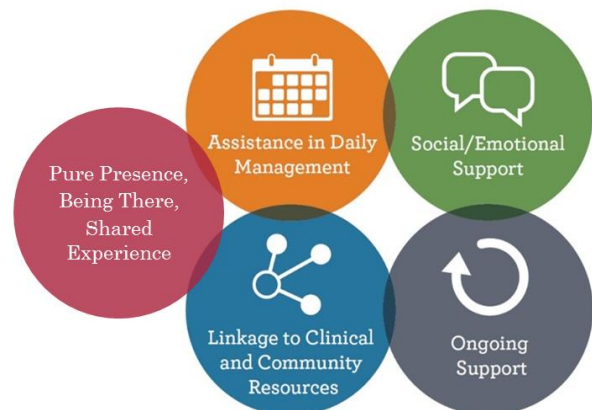 Pure Presence,
Being There,
Shared
Experience
Assistance in Daily
Management
Social/Emotional
Support
Linkage to Clinical
and Community
Resources
Ongoing
Support